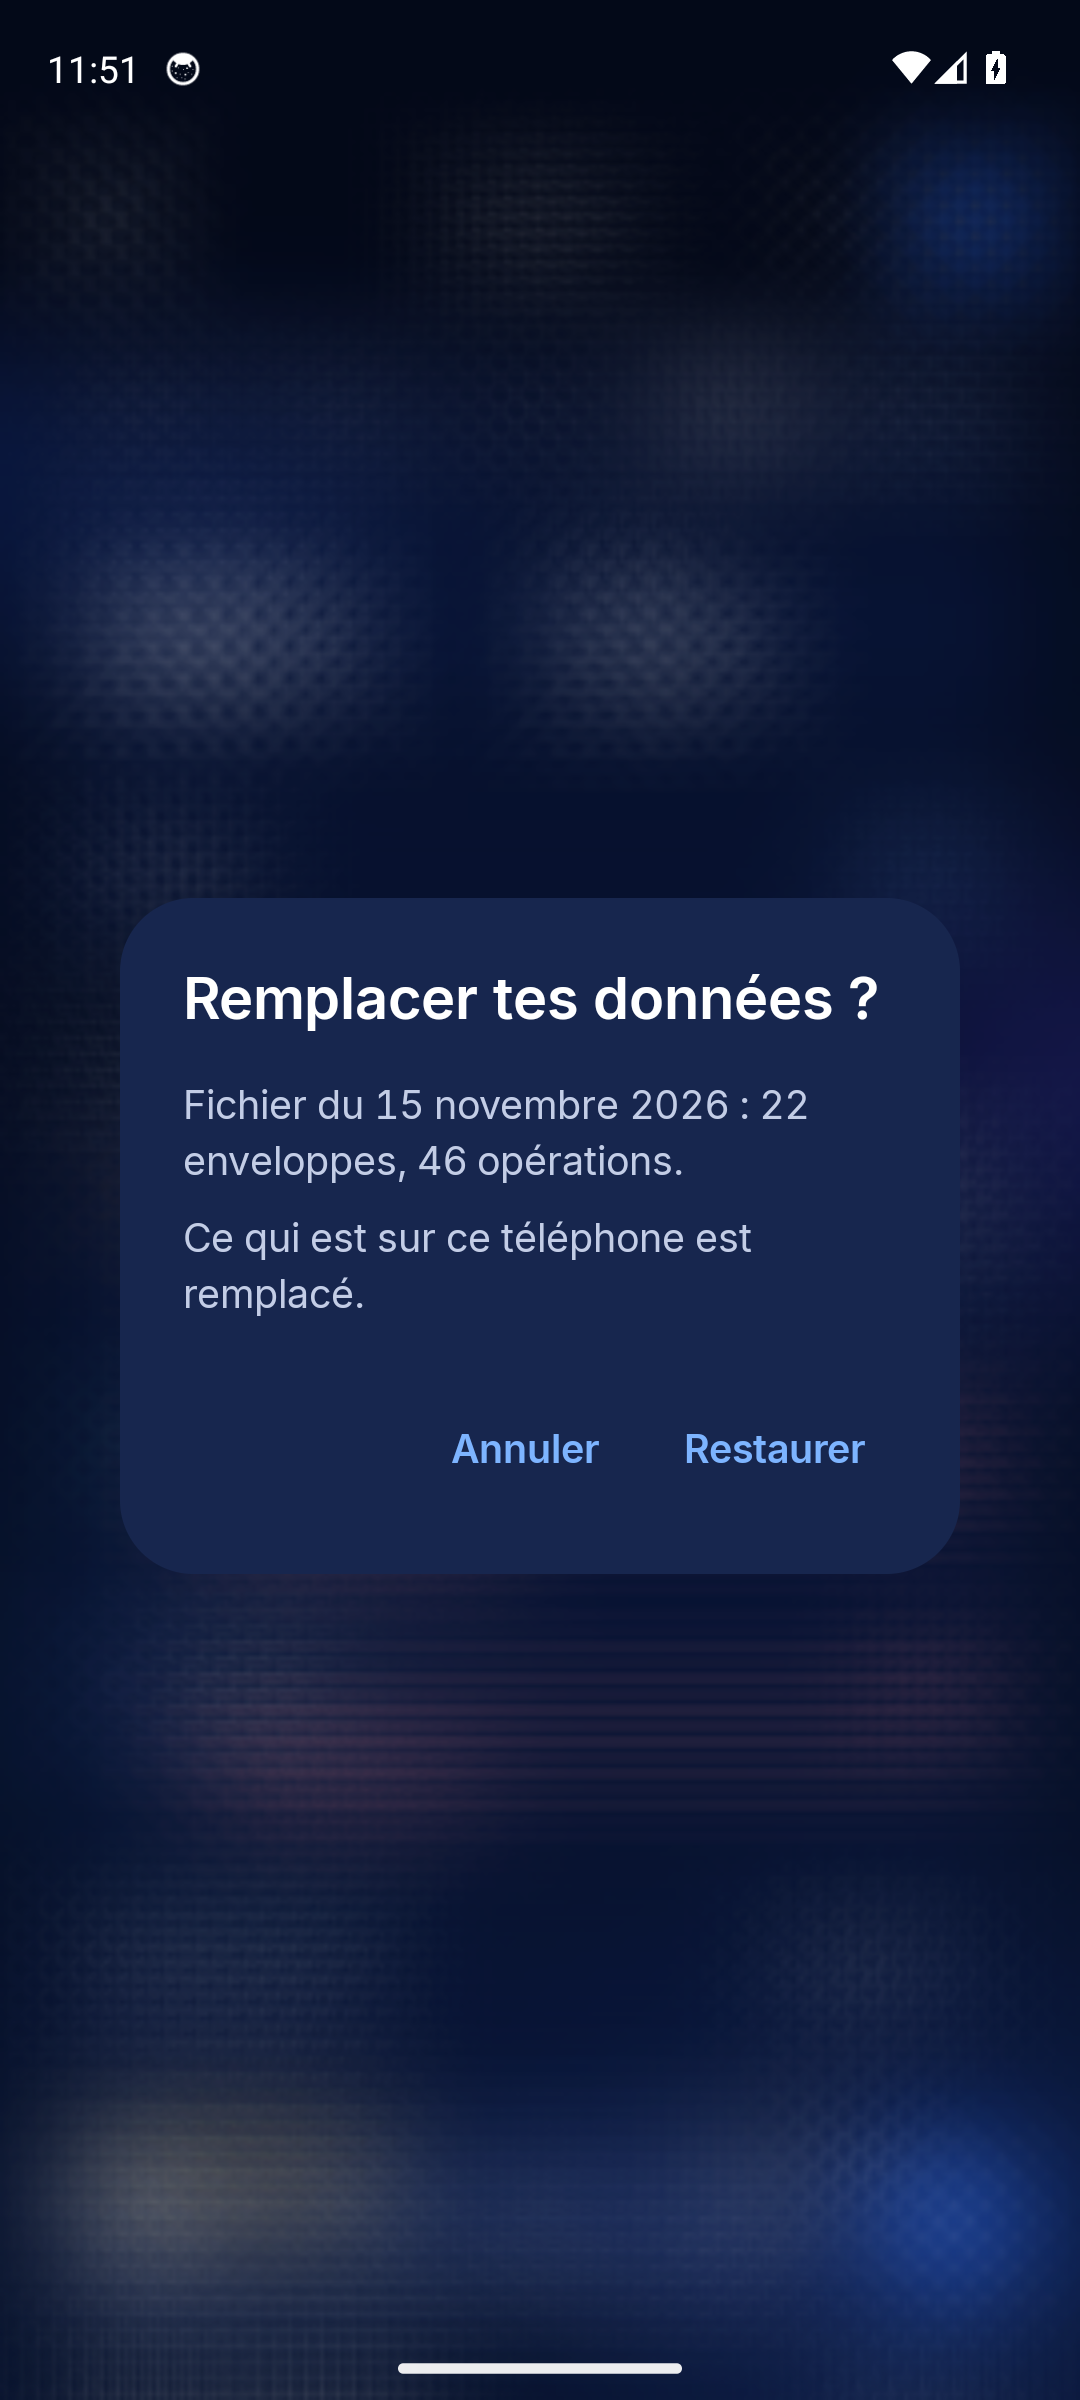 11:51
Remplacer tes données ?
Fichier du 15 novembre 2026 : 22
enveloppes, 46 opérations.
Ce qui est sur ce téléphone est
remplacé.
Annuler Restaurer